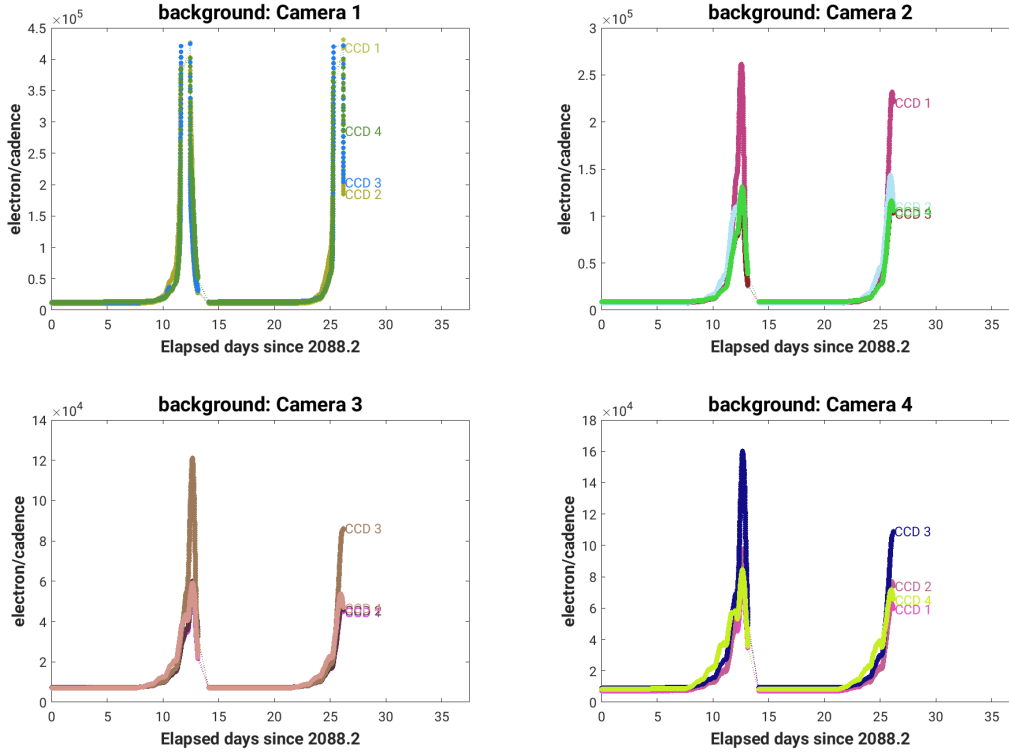 background: Camera 1
×10^5
4.5
4
3.5
3
2.5
2
1.5
1
0.5
0
electron/cadence
0 5 10 15 20 25 30 35
Elapsed days since 2088.2
CCD 1
CCD 4
CCD 3
CCD 2
background: Camera 2
×10^5
3
2.5
2
1.5
1
0.5
0
electron/cadence
0 5 10 15 20 25 30 35
Elapsed days since 2088.2
CCD 1
CCD 3
background: Camera 3
×10^4
14
12
10
8
6
4
2
0
electron/cadence
0 5 10 15 20 25 30 35
Elapsed days since 2088.2
CCD 3
background: Camera 4
×10^4
18
16
14
12
10
8
6
4
2
0
electron/cadence
0 5 10 15 20 25 30 35
Elapsed days since 2088.2
CCD 3
CCD 2
CCD 4
CCD 1